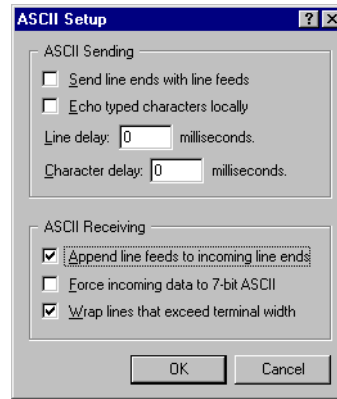 ASCII Setup
ASCII Sending
Send line ends with line feeds
Echo typed characters locally
Line delay: 0 milliseconds.
Character delay: 0 milliseconds.
ASCII Receiving
Append line feeds to incoming line ends
Force incoming data to 7-bit ASCII
Wrap lines that exceed terminal width
OK Cancel